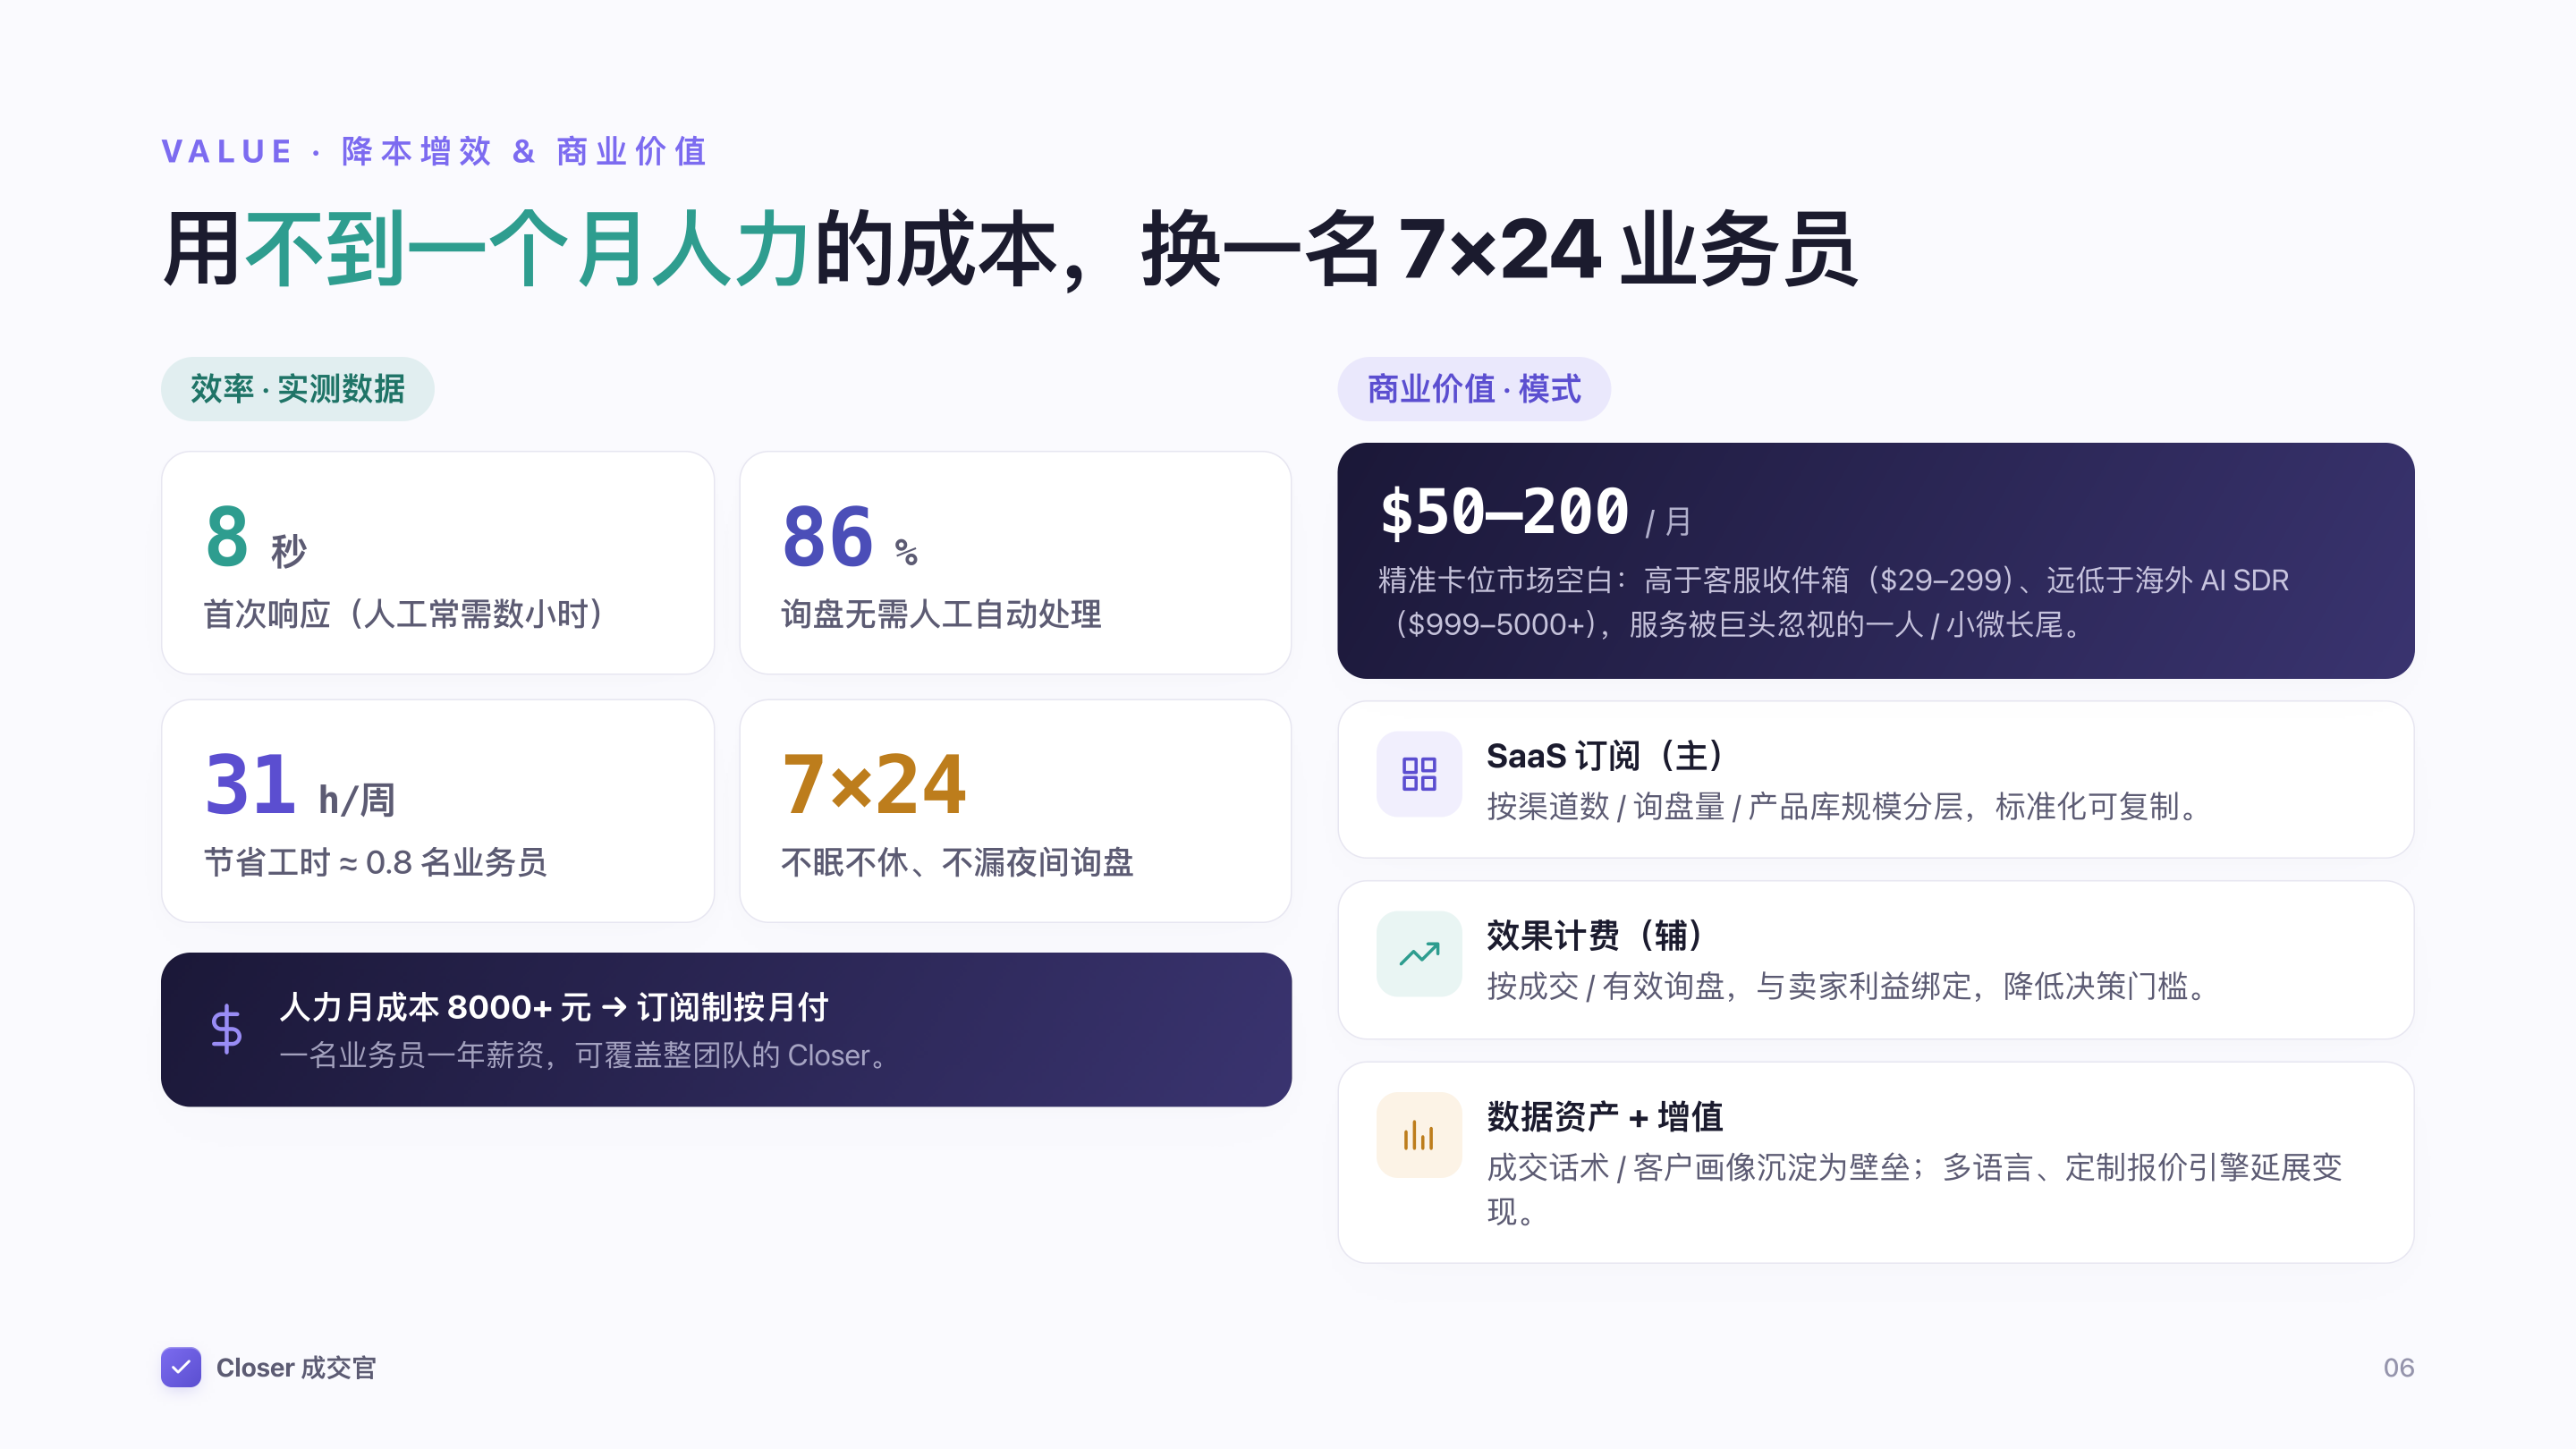 VALUE · 降本增效 & 商业价值
用不到一个月人力的成本，换一名 7×24 业务员
效率 · 实测数据
8 秒
首次响应（人工常需数小时）
86 %
询盘无需人工自动处理
31 h/周
节省工时 ≈ 0.8 名业务员
7×24
不眠不休、不漏夜间询盘
人力月成本 8000+ 元 → 订阅制按月付
一名业务员一年薪资，可覆盖整团队的 Closer。
商业价值 · 模式
$50–200 / 月
精准卡位市场空白：高于客服收件箱（$29–299）、远低于海外 AI SDR
（$999–5000+），服务被巨头忽视的一人 / 小微长尾。
SaaS 订阅（主）
按渠道数 / 询盘量 / 产品库规模分层，标准化可复制。
效果计费（辅）
按成交 / 有效询盘，与卖家利益绑定，降低决策门槛。
数据资产 + 增值
成交话术 / 客户画像沉淀为壁垒；多语言、定制报价引擎延展变
现。
Closer 成交官
06